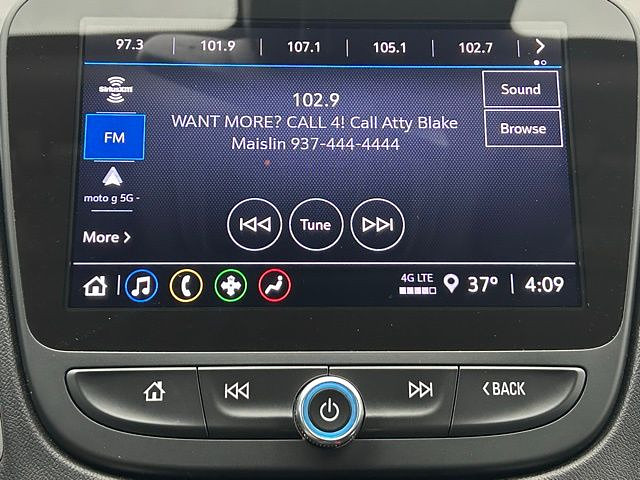 97.3 101.9 107.1 105.1 102.7
SiriusXM
102.9
Sound
WANT MORE? CALL 4! Call Atty Blake
Maislin 937-444-4444
FM
Browse
moto g 5G -
Tune
More
4G LTE
37° 4:09
BACK